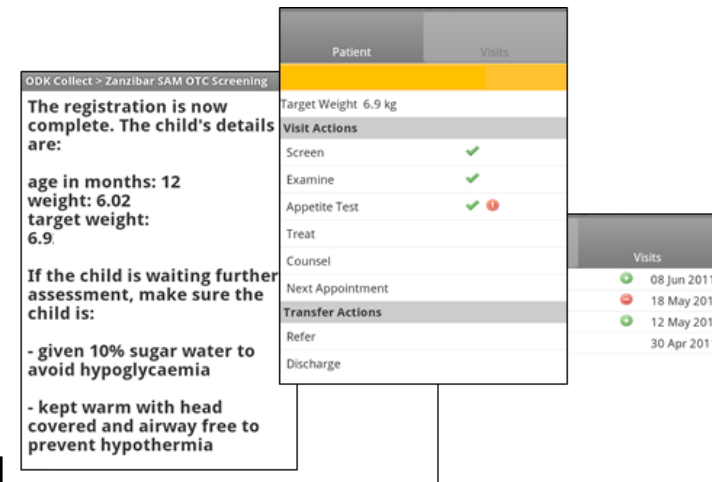 ODK Collect > Zanzibar SAM OTC Screening
The registration is now
complete. The child's details
are:
age in months: 12
weight: 6.02
target weight:
6.9
If the child is waiting further
assessment, make sure the
child is:
- given 10% sugar water to
avoid hypoglycaemia
- kept warm with head
covered and airway free to
prevent hypothermia
Patient Visits
Target Weight 6.9 kg
Visit Actions
Screen
Examine
Appetite Test
Treat
Counsel
Next Appointment
Transfer Actions
Refer
Discharge
Visits
08 Jun 2011
18 May 201
12 May 201
30 Apr 201